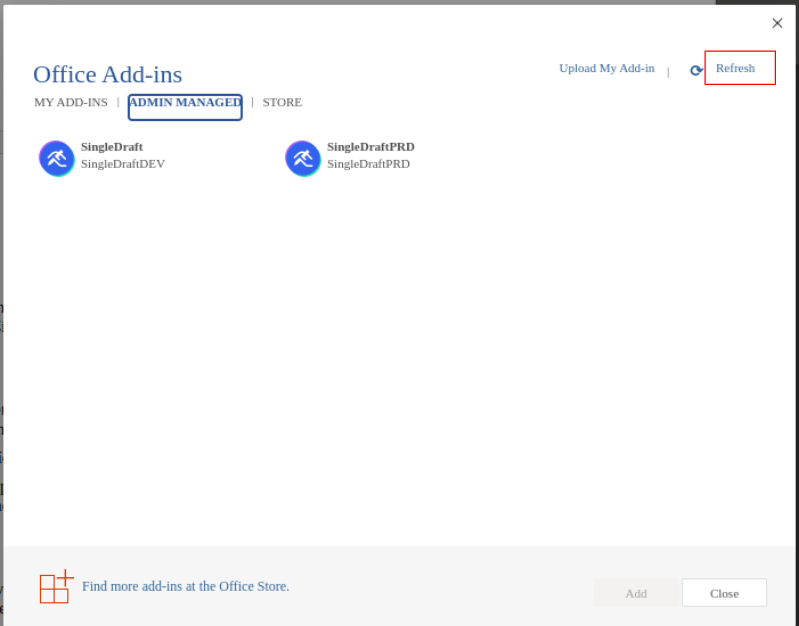 Office Add-ins
Upload My Add-in | Refresh
MY ADD-INS | ADMIN MANAGED | STORE
SingleDraft
SingleDraftDEV
SingleDraftPRD
SingleDraftPRD
Find more add-ins at the Office Store.
Add
Close